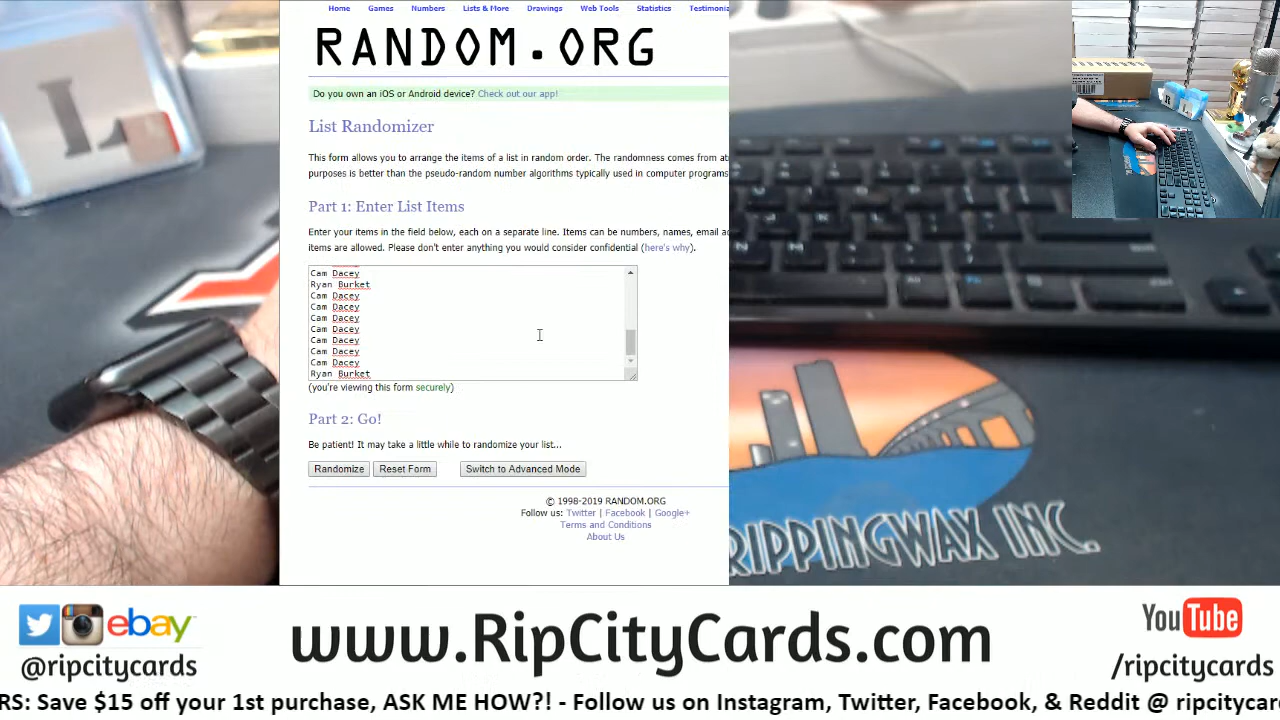 Home Games Numbers Lists & More Drawings Web Tools Statistics Testimonia
RANDOM.ORG
Do you own an iOS or Android device? Check out our app!
List Randomizer
This form allows you to arrange the items of a list in random order. The randomness comes from at
purposes is better than the pseudo-random number algorithms typically used in computer programs
Part 1: Enter List Items
Enter your items in the field below, each on a separate line. Items can be numbers, names, email ad
items are allowed. Please don't enter anything you would consider confidential (here's why).
Cam Dacey
Ryan Burket
Cam Dacey
Cam Dacey
Cam Dacey
Cam Dacey
Cam Dacey
Cam Dacey
Cam Dacey
Ryan Burket
(you're viewing this form securely)
Part 2: Go!
Be patient! It may take a little while to randomize your list...
Randomize Reset Form Switch to Advanced Mode
© 1998-2019 RANDOM.ORG
Follow us: Twitter | Facebook | Google+
Terms and Conditions
About Us
L
RIPPINGWAX INC.
ebay
@ripcitycards
www.RipCityCards.com
YouTube
/ripcitycards
RS: Save $15 off your 1st purchase, ASK ME HOW?! - Follow us on Instagram, Twitter, Facebook, & Reddit @ ripcitycar